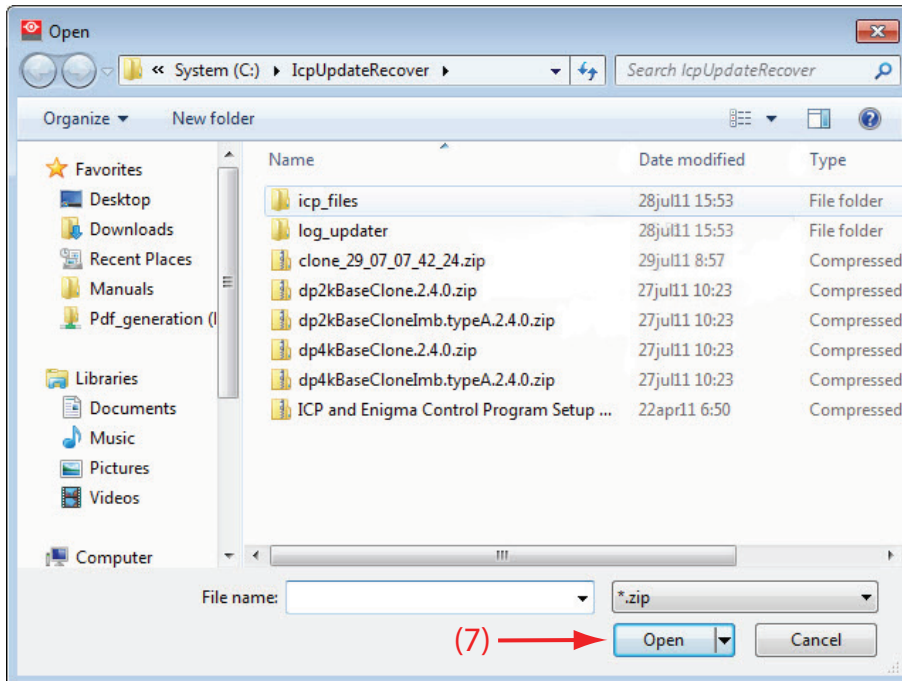 Open
« System (C:) IcpUpdateRecover
Search IcpUpdateRecover
Organize New folder
Name Date modified Type
Favorites
Desktop
Downloads
Recent Places
Manuals
Pdf_generation (I
Libraries
Documents
Music
Pictures
Videos
Computer
icp_files 28jul11 15:53 File folder
log_updater 28jul11 15:53 File folder
clone_29_07_07_42_24.zip 29jul11 8:57 Compressed
dp2kBaseClone.2.4.0.zip 27jul11 10:23 Compressed
dp2kBaseCloneImb.typeA.2.4.0.zip 27jul11 10:23 Compressed
dp4kBaseClone.2.4.0.zip 27jul11 10:23 Compressed
dp4kBaseCloneImb.typeA.2.4.0.zip 27jul11 10:23 Compressed
ICP and Enigma Control Program Setup ... 22apr11 6:50 Compressed
File name: *.zip
(7) Open Cancel